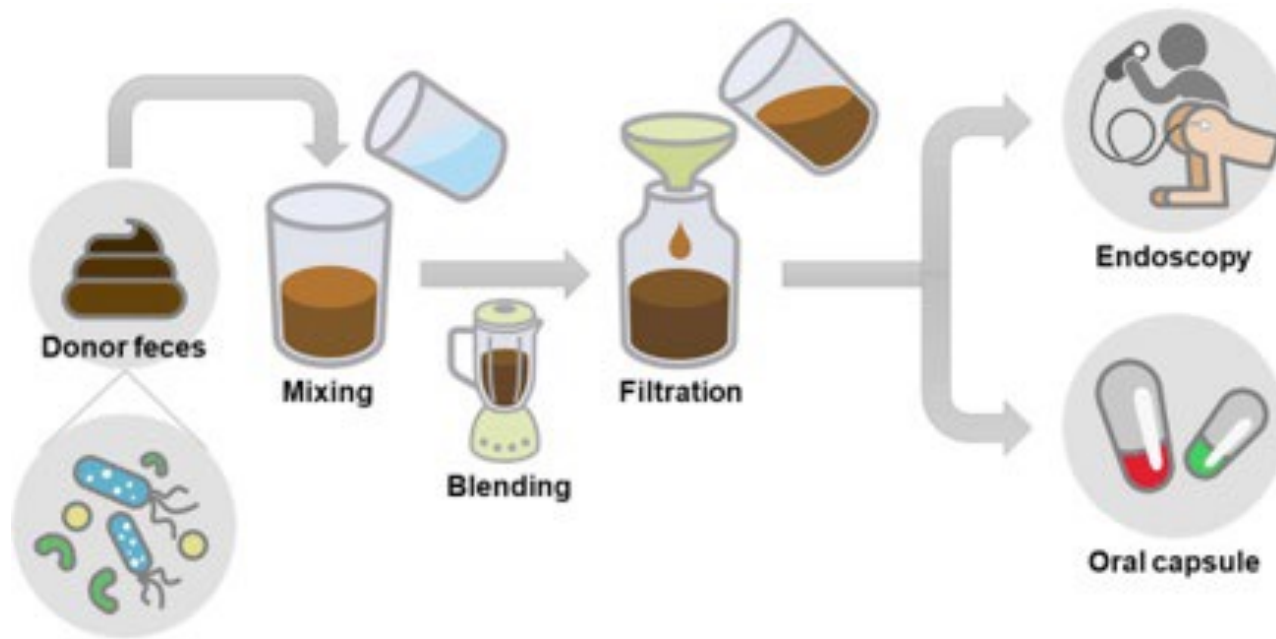 Donor feces
Mixing
Blending
Filtration
Endoscopy
Oral capsule